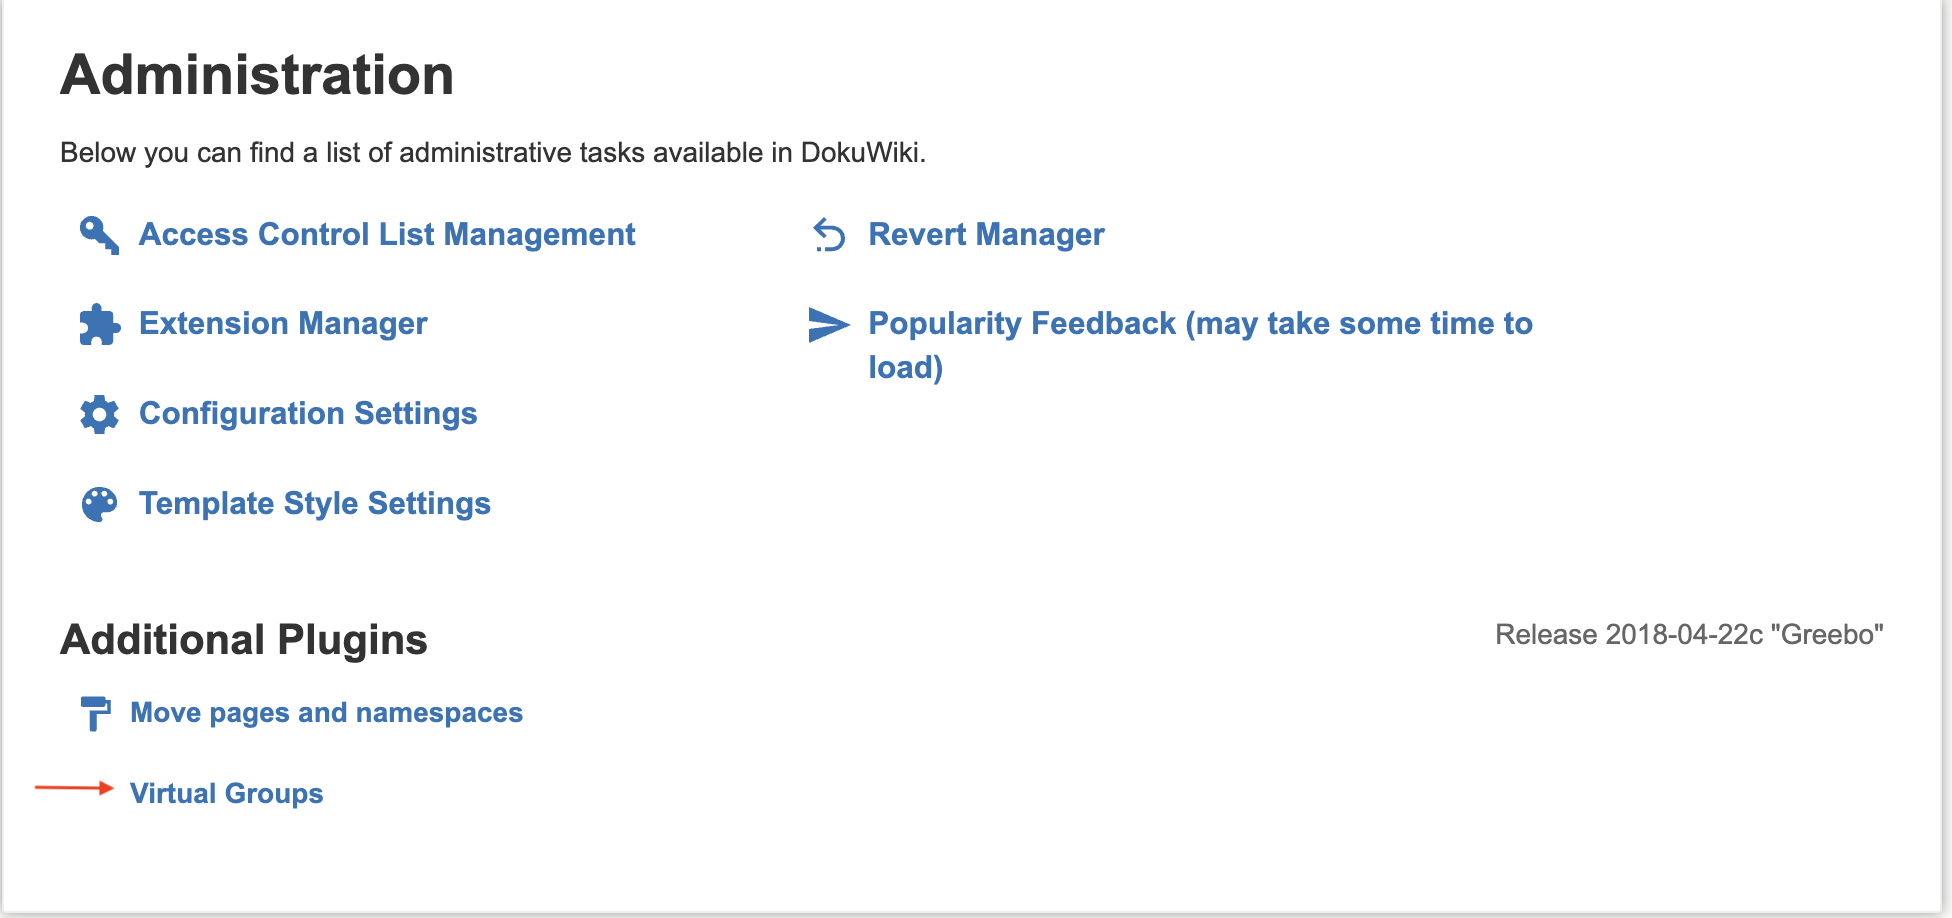 Administration
Below you can find a list of administrative tasks available in DokuWiki.
Access Control List Management
Extension Manager
Configuration Settings
Template Style Settings
Revert Manager
Popularity Feedback (may take some time to
load)
Additional Plugins
Release 2018-04-22c "Greebo"
Move pages and namespaces
Virtual Groups